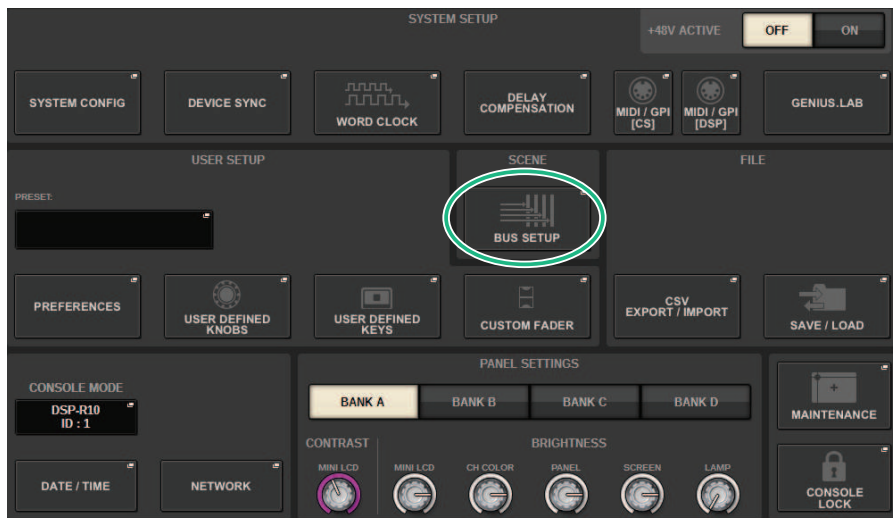 SYSTEM SETUP
+48V ACTIVE
OFF
ON
SYSTEM CONFIG
DEVICE SYNC
WORD CLOCK
DELAY
COMPENSATION
MIDI / GPI
[CS]
MIDI / GPI
[DSP]
GENIUS.LAB
USER SETUP
SCENE
FILE
PRESET:
BUS SETUP
PREFERENCES
USER DEFINED
KNOBS
USER DEFINED
KEYS
CUSTOM FADER
CSV
EXPORT / IMPORT
SAVE / LOAD
CONSOLE MODE
DSP-R10
ID : 1
PANEL SETTINGS
BANK A
BANK B
BANK C
BANK D
MAINTENANCE
CONTRAST
BRIGHTNESS
MINI LCD
MINI LCD
CH COLOR
PANEL
SCREEN
LAMP
DATE / TIME
NETWORK
CONSOLE
LOCK